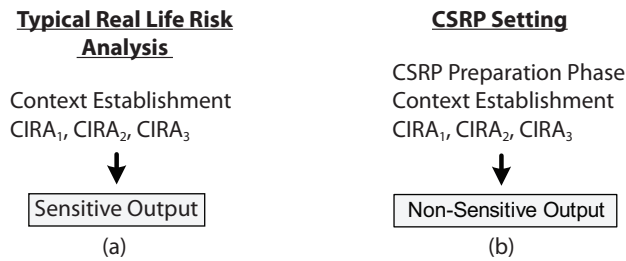 Typical Real Life Risk
Analysis
Context Establishment
CIRA₁, CIRA₂, CIRA₃
Sensitive Output
(a)
CSRP Setting
CSRP Preparation Phase
Context Establishment
CIRA₁, CIRA₂, CIRA₃
Non-Sensitive Output
(b)